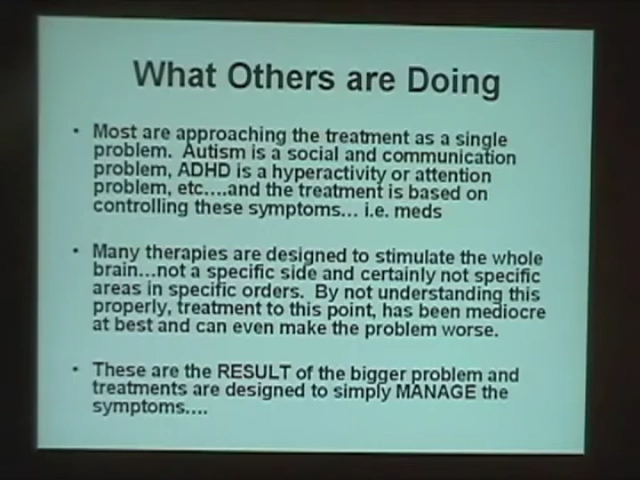 What Others are Doing
• Most are approaching the treatment as a single
problem. Autism is a social and communication
problem, ADHD is a hyperactivity or attention
problem, etc....and the treatment is based on
controlling these symptoms... i.e. meds
• Many therapies are designed to stimulate the whole
brain...not a specific side and certainly not specific
areas in specific orders. By not understanding this
properly, treatment to this point, has been mediocre
at best and can even make the problem worse.
• These are the RESULT of the bigger problem and
treatments are designed to simply MANAGE the
symptoms....